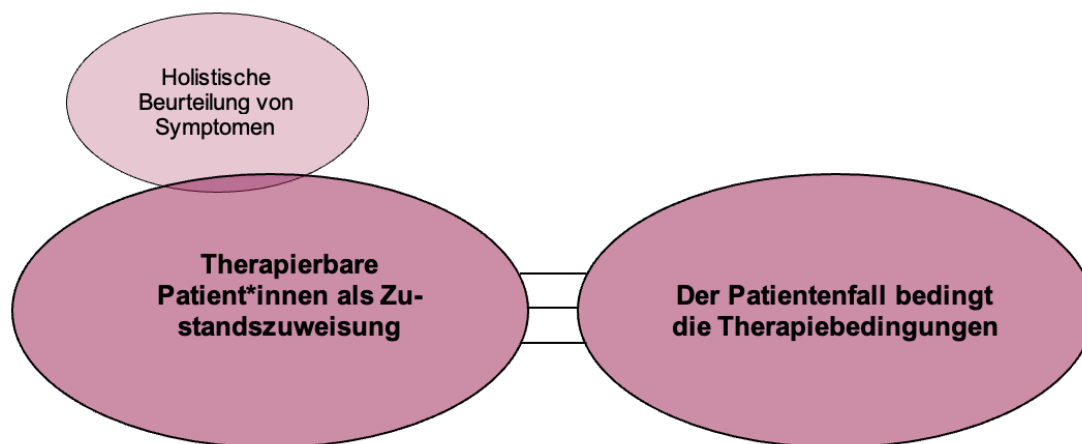 Holistische
Beurteilung von
Symptomen
Therapierbare
Patient*innen als Zu-
standszuweisung
Der Patientenfall bedingt
die Therapiebedingungen